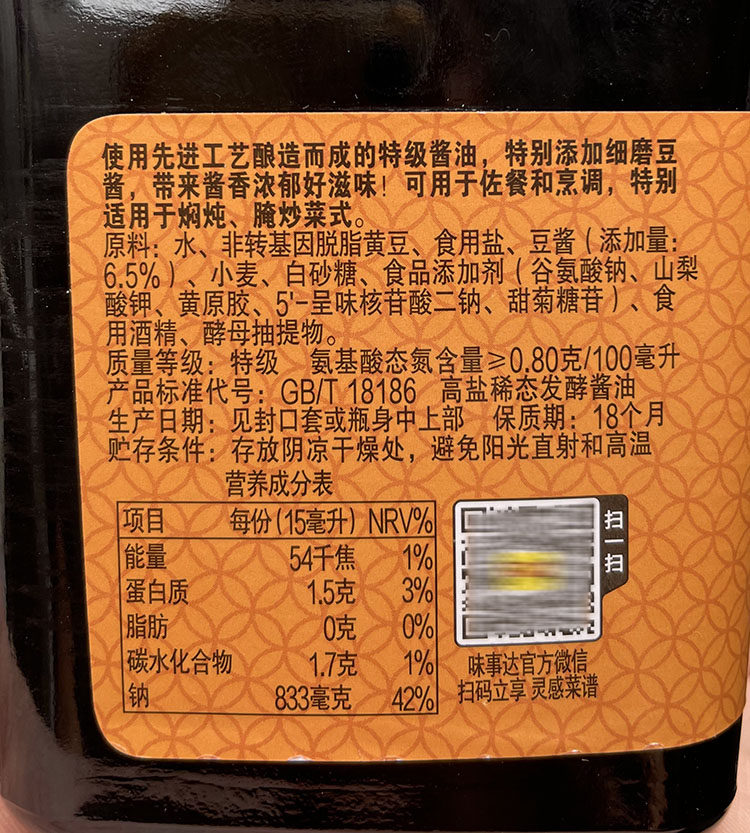 使用先进工艺酿造而成的特级酱油，特别添加细磨豆
酱，带来酱香浓郁好滋味！可用于佐餐和烹调，特别
适用于焖炖、腌炒菜式。
原料：水、非转基因脱脂黄豆、食用盐、豆酱（添加量：
6.5%）、小麦、白砂糖、食品添加剂（谷氨酸钠、山梨
酸钾、黄原胶、5'-呈味核苷酸二钠、甜菊糖苷）、食
用酒精、酵母抽提物。
质量等级：特级 氨基酸态氮含量≥0.80克/100毫升
产品标准代号：GB/T 18186 高盐稀态发酵酱油
生产日期：见封口套或瓶身中上部 保质期：18个月
贮存条件：存放阴凉干燥处，避免阳光直射和高温
营养成分表
项目 每份(15毫升) NRV%
能量 54千焦 1%
蛋白质 1.5克 3%
脂肪 0克 0%
碳水化合物 1.7克 1%
钠 833毫克 42%
扫一扫
味事达官方微信
扫码立享 灵感菜谱